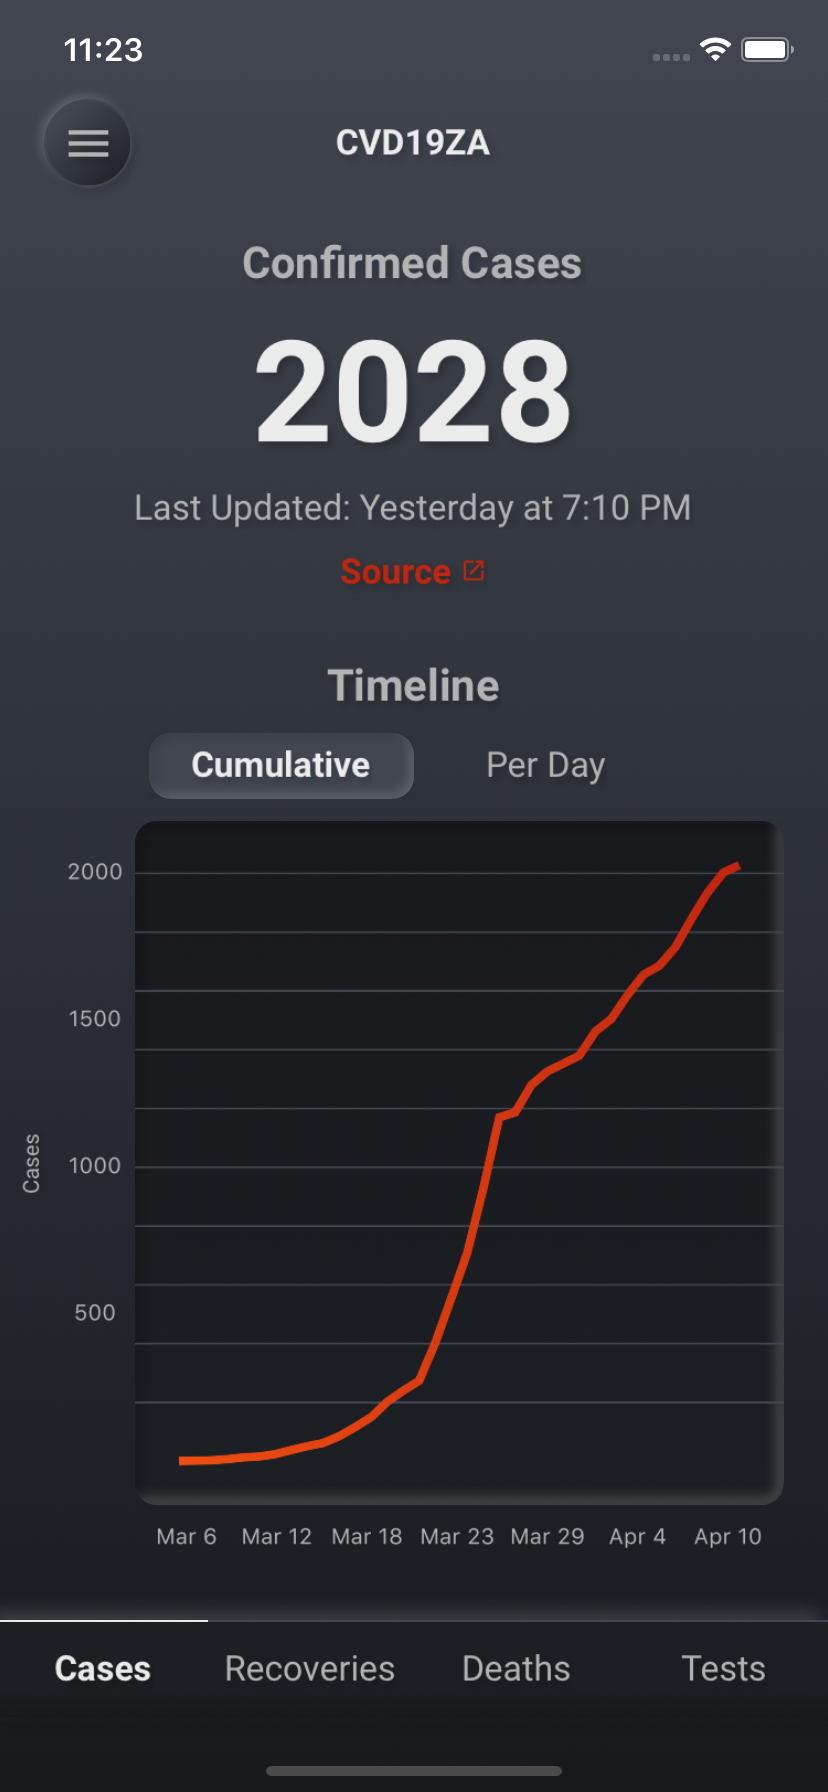 11:23
CVD19ZA
Confirmed Cases
2028
Last Updated: Yesterday at 7:10 PM
Source
Timeline
Cumulative Per Day
2000
1500
1000
500
Cases
Mar 6 Mar 12 Mar 18 Mar 23 Mar 29 Apr 4 Apr 10
Cases Recoveries Deaths Tests